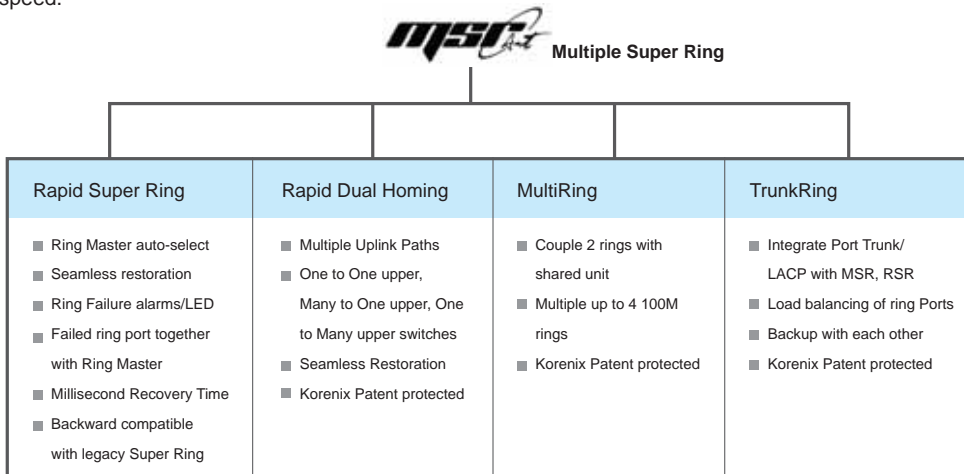 speed.
msr Ant Multiple Super Ring
Rapid Super Ring
Ring Master auto-select
Seamless restoration
Ring Failure alarms/LED
Failed ring port together
with Ring Master
Millisecond Recovery Time
Backward compatible
with legacy Super Ring
Rapid Dual Homing
Multiple Uplink Paths
One to One upper,
Many to One upper, One
to Many upper switches
Seamless Restoration
Korenix Patent protected
MultiRing
Couple 2 rings with
shared unit
Multiple up to 4 100M
rings
Korenix Patent protected
TrunkRing
Integrate Port Trunk/
LACP with MSR, RSR
Load balancing of ring Ports
Backup with each other
Korenix Patent protected